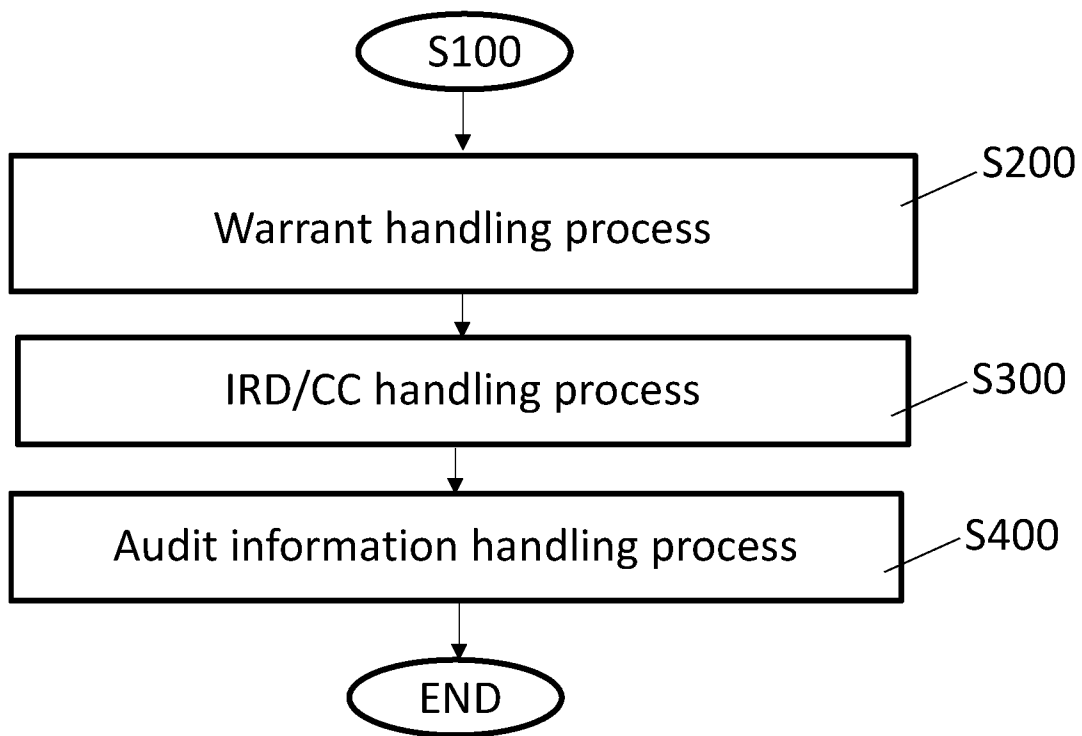 S100
S200
Warrant handling process
IRD/CC handling process
S300
Audit information handling process
S400
END